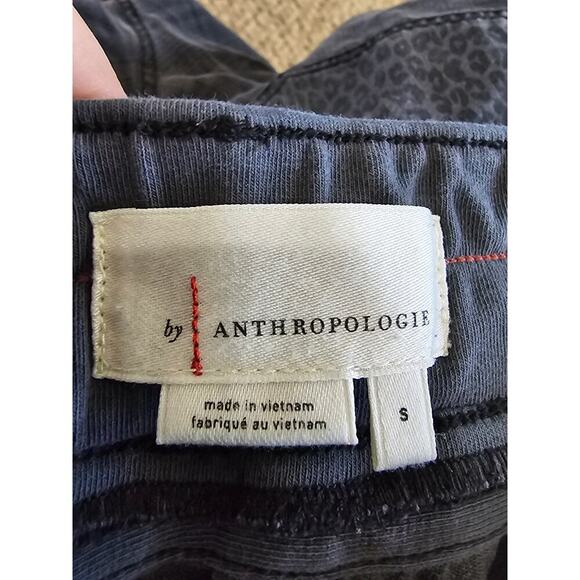 by ANTHROPOLOGIE
made in vietnam
fabriqué au vietnam
S